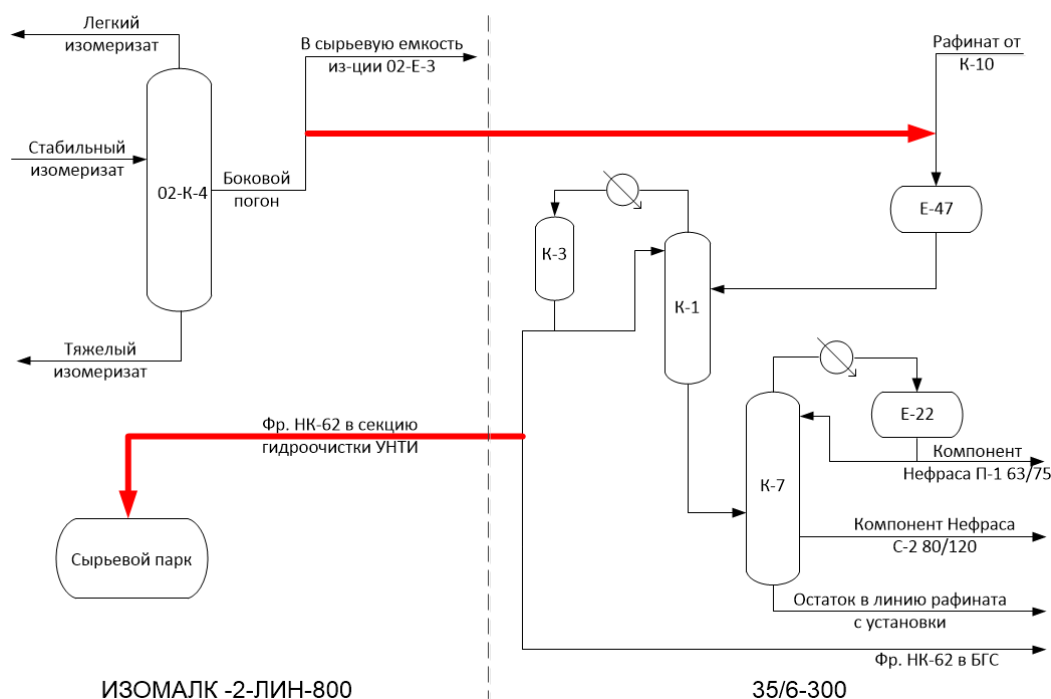 Легкий
изомеризат
В сырьевую емкость
из-ции 02-Е-3
Рафинат от
К-10
Стабильный
изомеризат
02-К-4
Боковой
погон
Е-47
К-3
К-1
Тяжелый
изомеризат
Фр. НК-62 в секцию
гидроочистки УНТИ
Е-22
К-7
Компонент
Нефраса П-1 63/75
Компонент Нефраса
С-2 80/120
Сырьевой парк
Остаток в линию рафината
с установки
Фр. НК-62 в БГС
ИЗОМАЛК -2-ЛИН-800
35/6-300